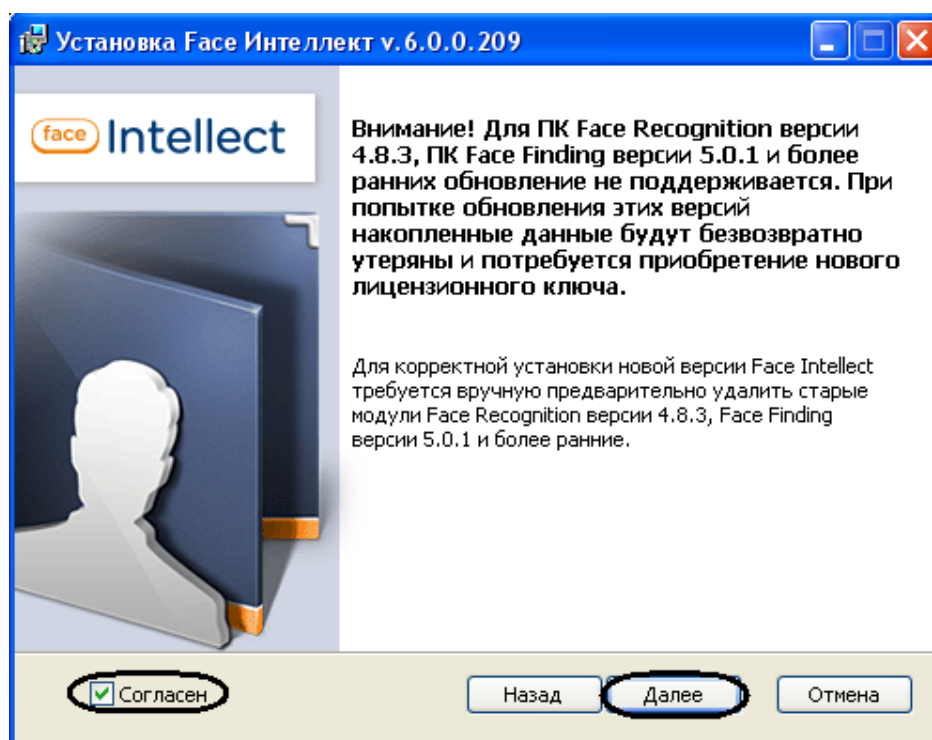 Установка Face Интеллект v.6.0.0.209
face Intellect
Внимание! Для ПК Face Recognition версии
4.8.3, ПК Face Finding версии 5.0.1 и более
ранних обновление не поддерживается. При
попытке обновления этих версий
накопленные данные будут безвозвратно
утеряны и потребуется приобретение нового
лицензионного ключа.
Для корректной установки новой версии Face Intellect
требуется вручную предварительно удалить старые
модули Face Recognition версии 4.8.3, Face Finding
версии 5.0.1 и более ранние.
Согласен Назад Далее Отмена